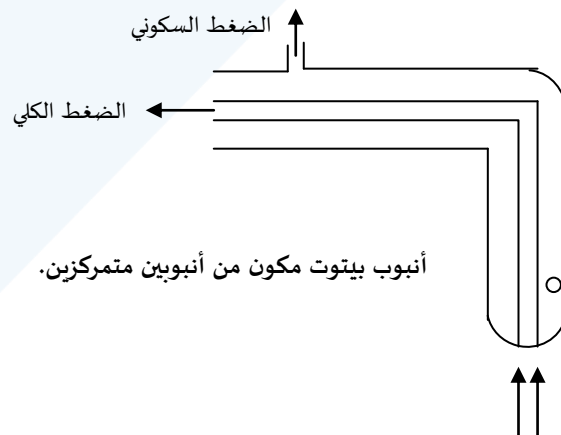 الضغط السكوني
الضغط الكلي
أنبوب بيتوت مكون من أنبوبين متمركزين.